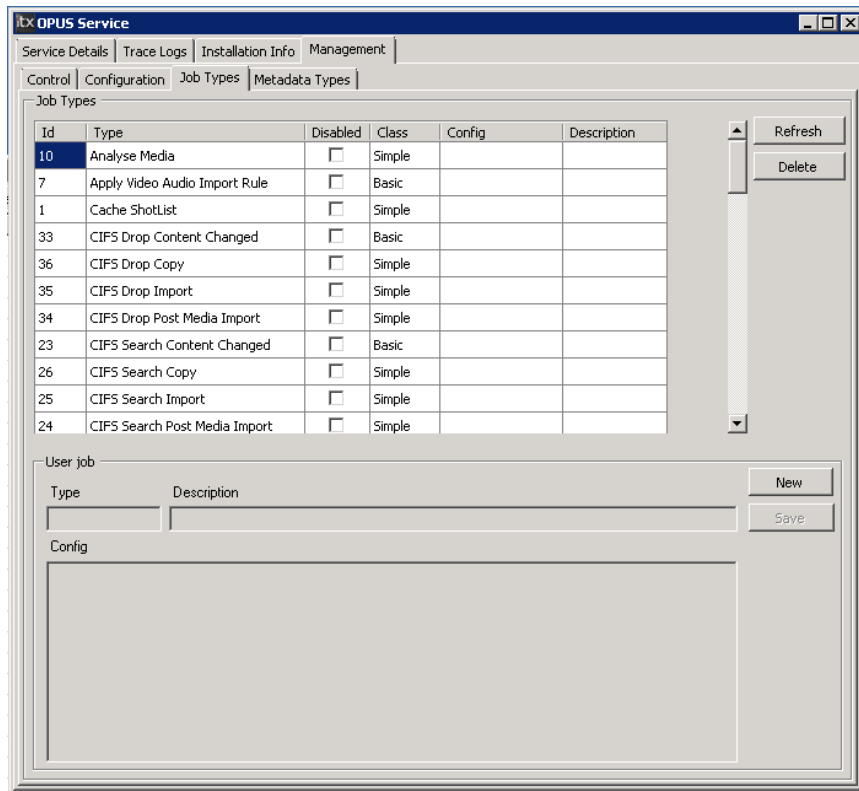 itx OPUS Service
Service Details Trace Logs Installation Info Management
Control Configuration Job Types Metadata Types
Job Types
Id Type Disabled Class Config Description
10 Analyse Media Simple
7 Apply Video Audio Import Rule Basic
1 Cache ShotList Simple
33 CIFS Drop Content Changed Basic
36 CIFS Drop Copy Simple
35 CIFS Drop Import Simple
34 CIFS Drop Post Media Import Simple
23 CIFS Search Content Changed Basic
26 CIFS Search Copy Simple
25 CIFS Search Import Simple
24 CIFS Search Post Media Import Simple
Refresh
Delete
User job
Type Description
New
Save
Config